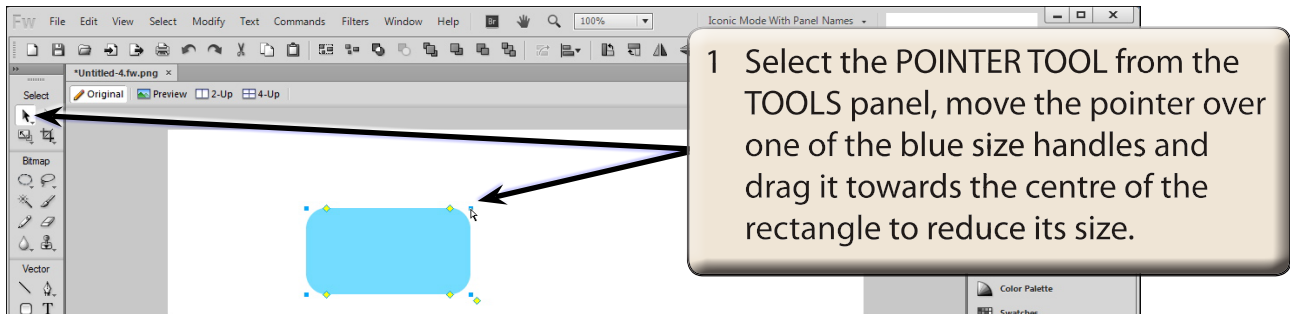 Fw File Edit View Select Modify Text Commands Filters Window Help Br 100% Iconic Mode With Panel Names
*Untitled-4.fw.png ×
Select
Original Preview 2-Up 4-Up
Bitmap
Vector
T
1 Select the POINTER TOOL from the
TOOLS panel, move the pointer over
one of the blue size handles and
drag it towards the centre of the
rectangle to reduce its size.
Color Palette
Swatches